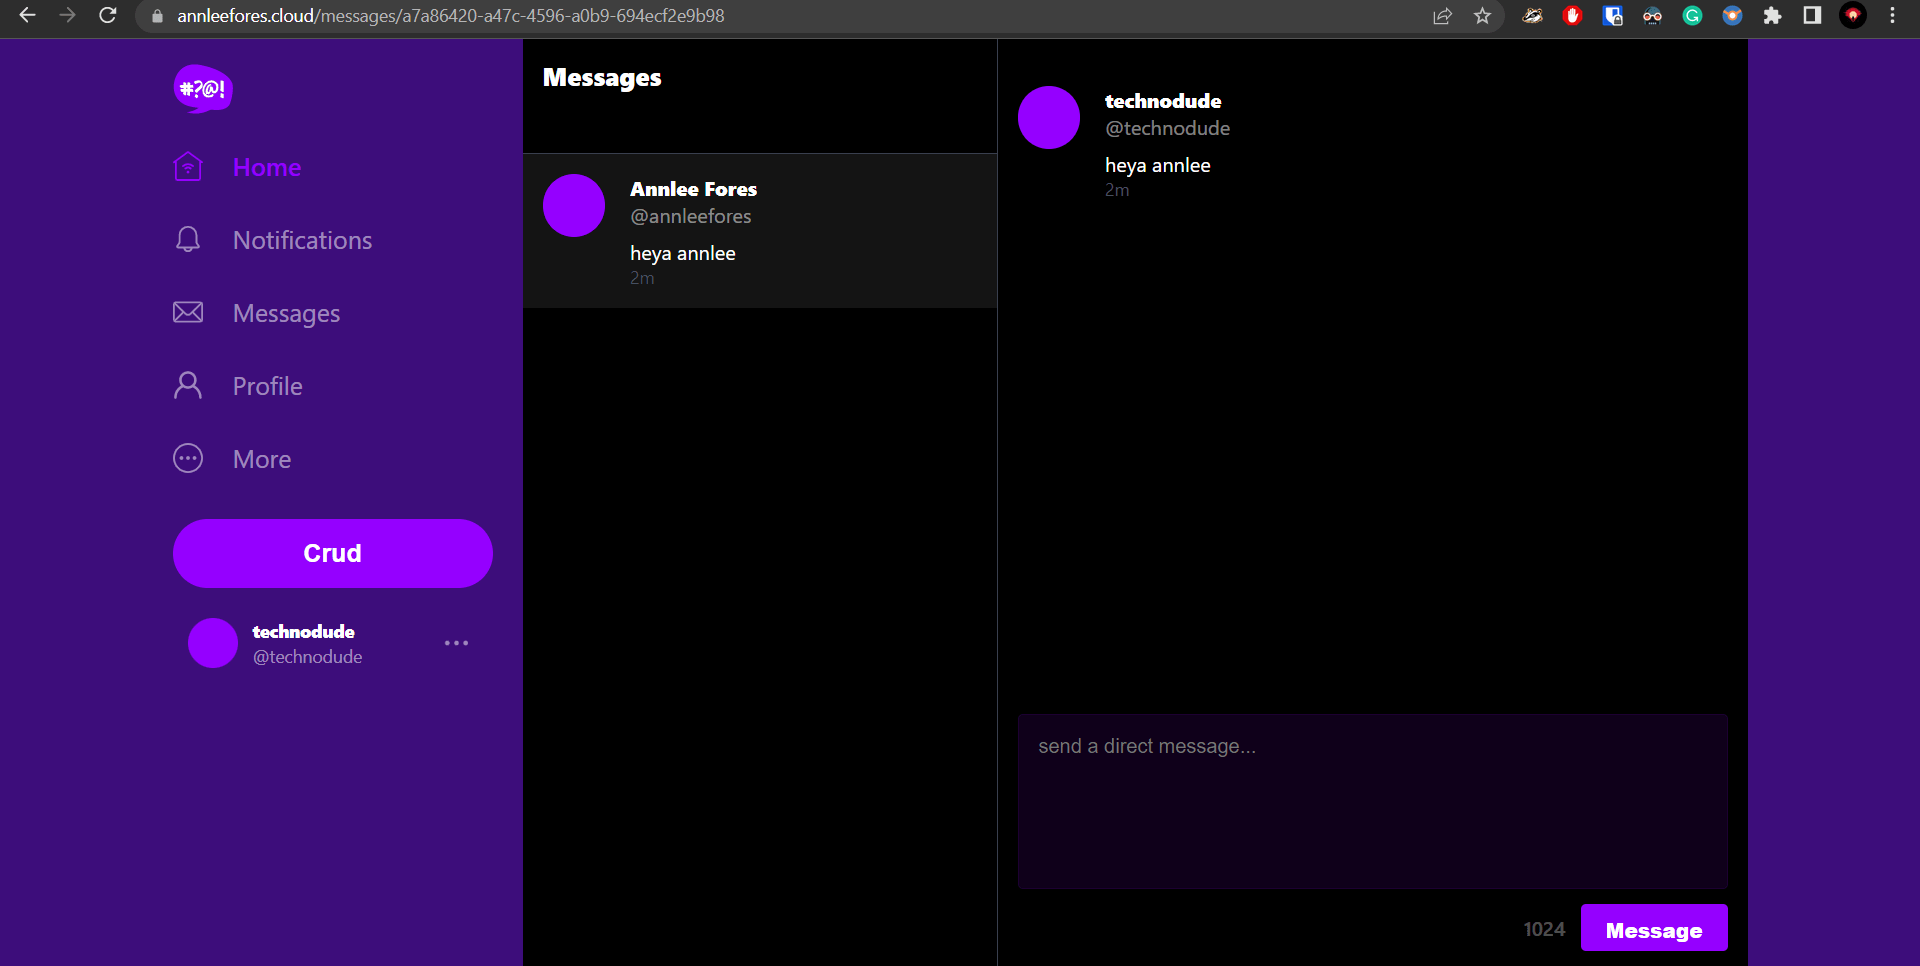 annleefores.cloud/messages/a7a86420-a47c-4596-a0b9-694ecf2e9b98
#?@!
Home
Notifications
Messages
Profile
More
Crud
technodude
@technodude
Messages
Annlee Fores
@annleefores
heya annlee
2m
technodude
@technodude
heya annlee
2m
send a direct message...
1024
Message